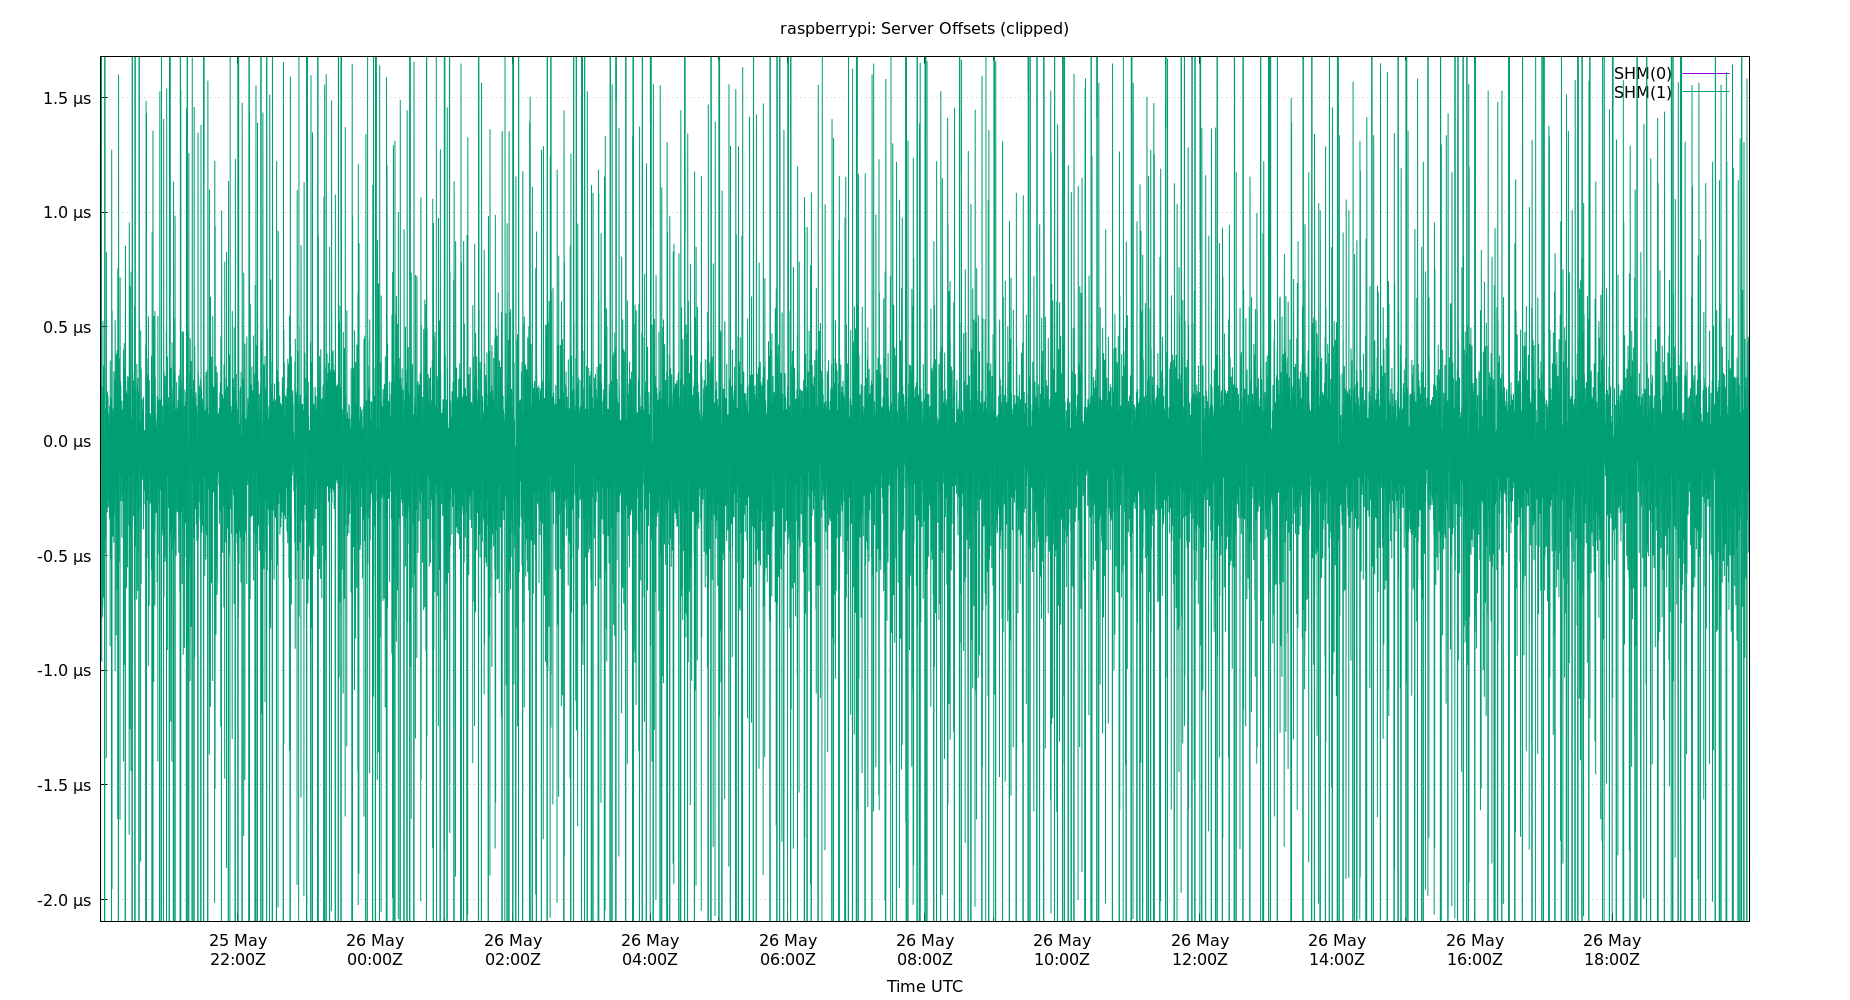 raspberrypi: Server Offsets (clipped)
SHM(0)
SHM(1)
1.5 µs
1.0 µs
0.5 µs
0.0 µs
-0.5 µs
-1.0 µs
-1.5 µs
-2.0 µs
25 May 26 May 26 May 26 May 26 May 26 May 26 May 26 May 26 May 26 May 26 May
22:00Z 00:00Z 02:00Z 04:00Z 06:00Z 08:00Z 10:00Z 12:00Z 14:00Z 16:00Z 18:00Z
Time UTC